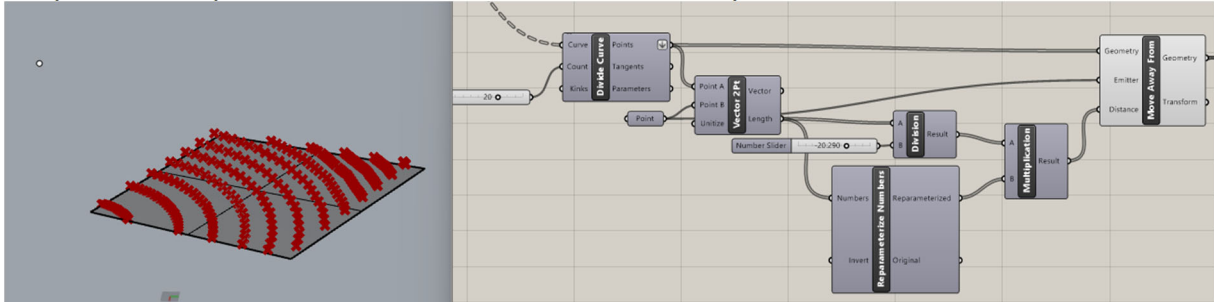 Curve
Count
Kinks
Divide Curve
Points
Tangents
Parameters
20
Point
Point A
Point B
Unitize
Vector 2Pt
Vector
Length
Number Slider
-20.290
A
B
Division
Result
A
B
Multiplication
Result
Numbers
Invert
Reparameterize Numbers
Reparameterized
Original
Geometry
Emitter
Distance
Move Away From
Geometry
Transform